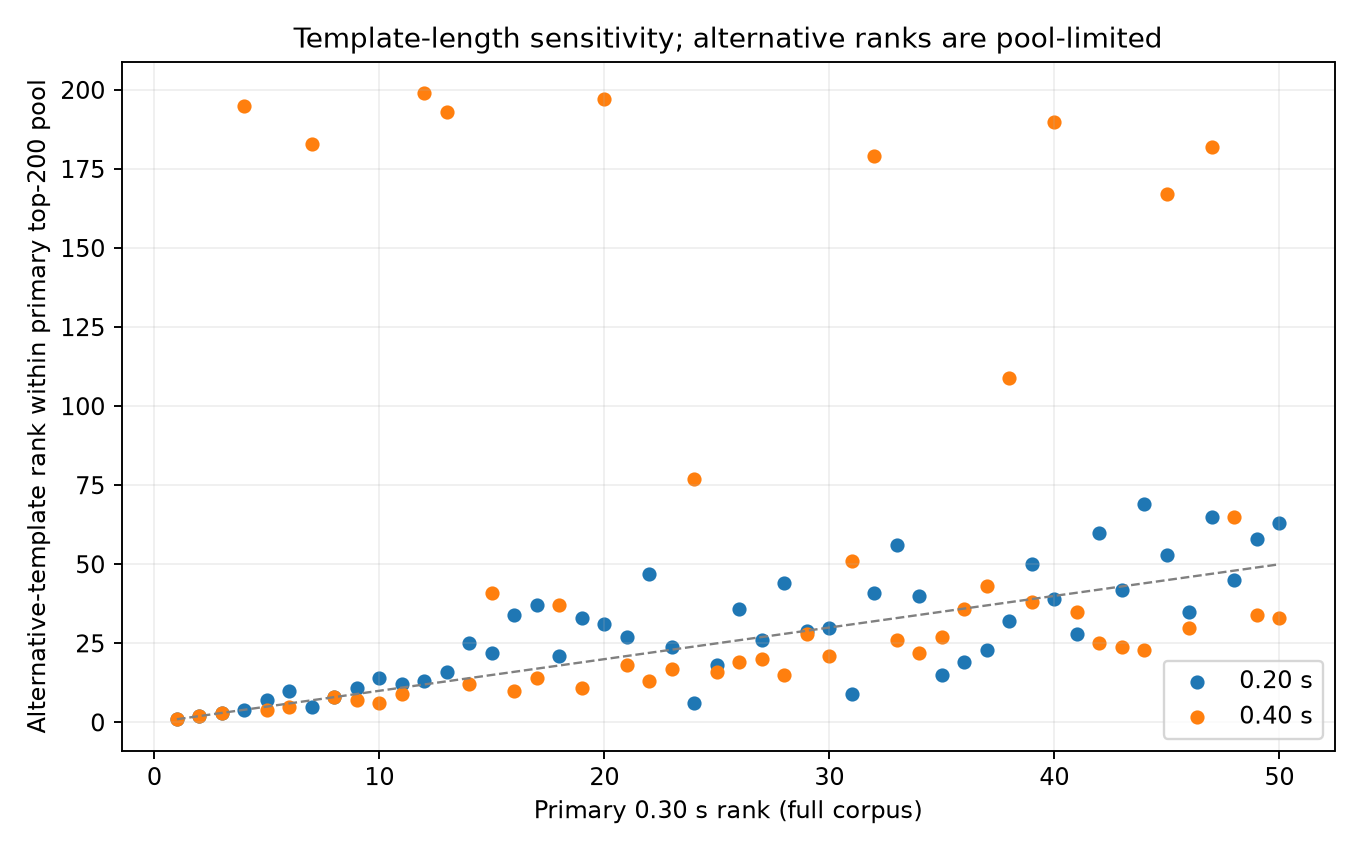 Template-length sensitivity; alternative ranks are pool-limited
Alternative-template rank within primary top-200 pool
200
175
150
125
100
75
50
25
0
0.20 s
0.40 s
0 10 20 30 40 50
Primary 0.30 s rank (full corpus)